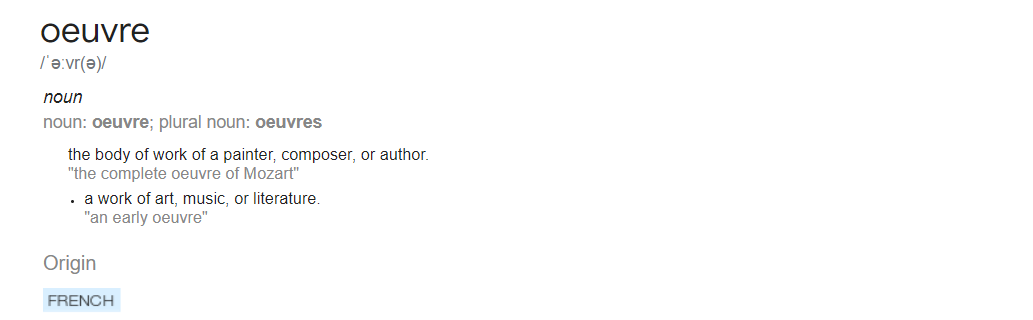 oeuvre
/ˈəːvr(ə)/
noun
noun: oeuvre; plural noun: oeuvres
the body of work of a painter, composer, or author.
"the complete oeuvre of Mozart"
• a work of art, music, or literature.
"an early oeuvre"
Origin
FRENCH